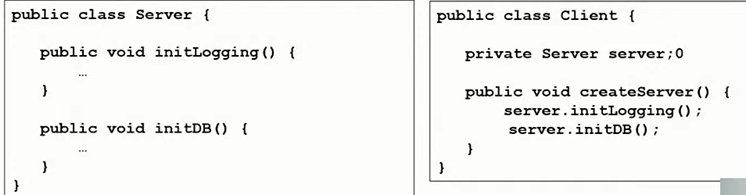 public class Server {
public void initLogging() {
…
}
public void initDB() {
…
}
}
public class Client {
private Server server;0
public void createServer() {
server.initLogging();
server.initDB();
}
}